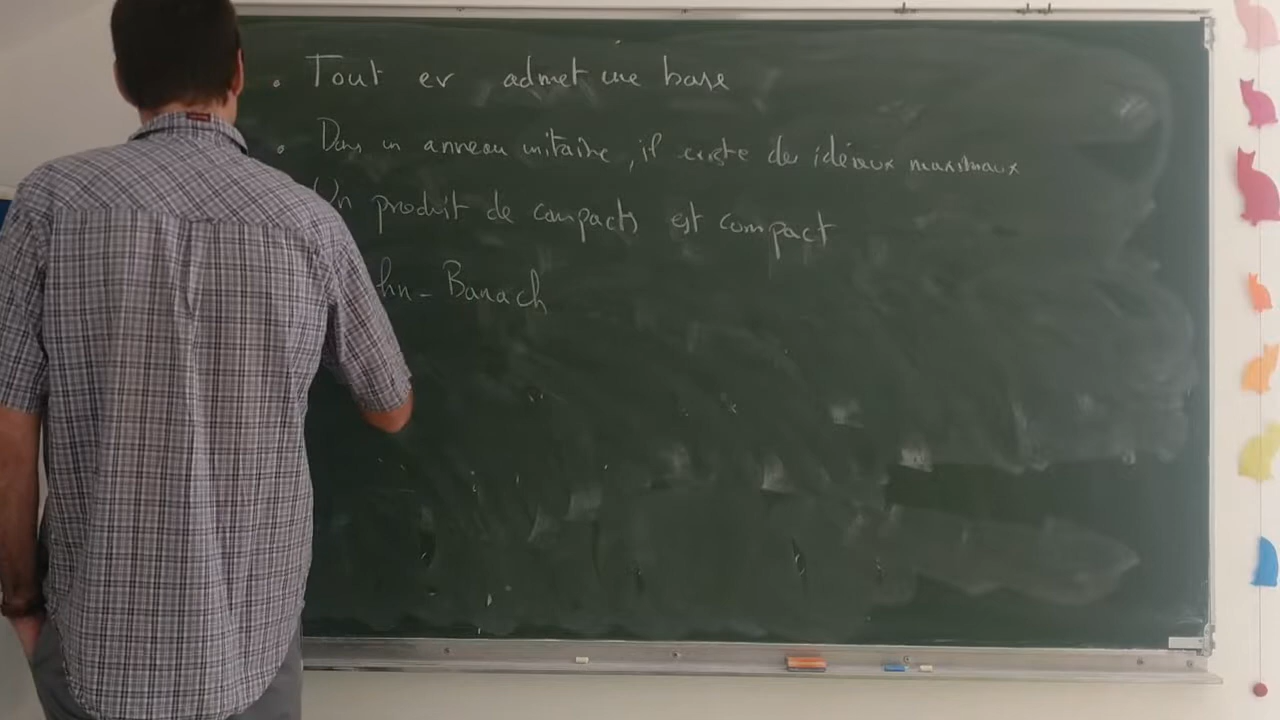 . Tout ev admet une base
. Dans un anneau unitaire, il existe des idéaux maximaux
Un produit de compacts est compact
hn - Banach